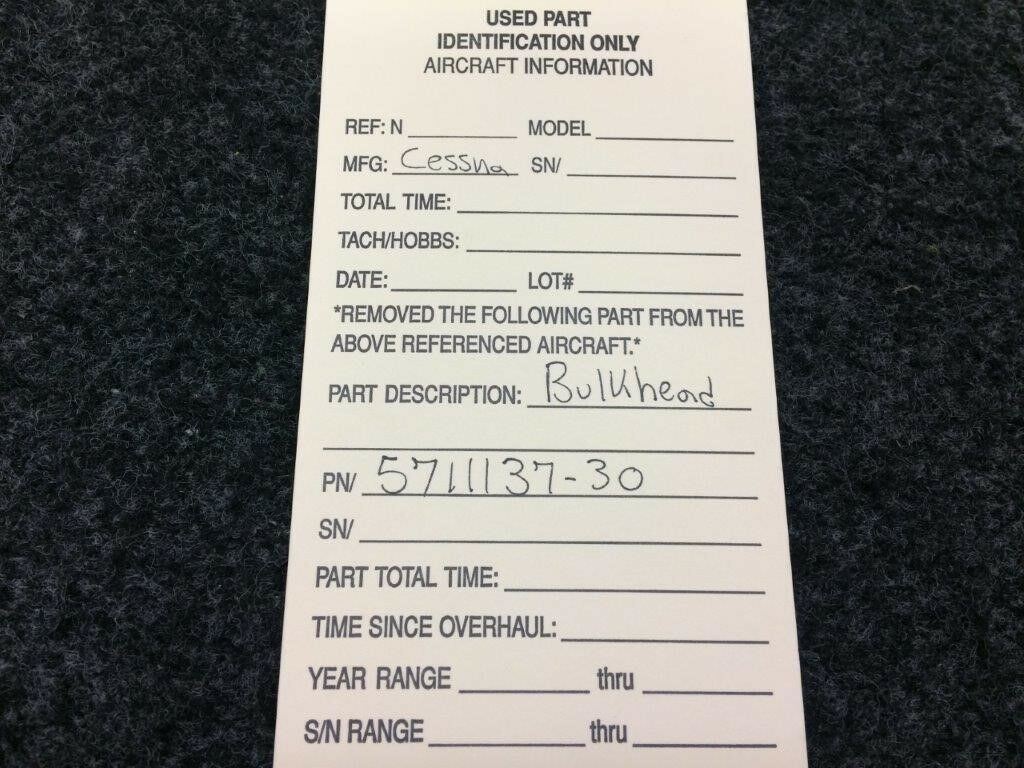 USED PART
IDENTIFICATION ONLY
AIRCRAFT INFORMATION
REF: N MODEL
MFG: Cessna SN/
TOTAL TIME:
TACH/HOBBS:
DATE: LOT#
*REMOVED THE FOLLOWING PART FROM THE
ABOVE REFERENCED AIRCRAFT.*
PART DESCRIPTION: Bulkhead
PN/ 5711137-30
SN/
PART TOTAL TIME:
TIME SINCE OVERHAUL:
YEAR RANGE thru
S/N RANGE thru